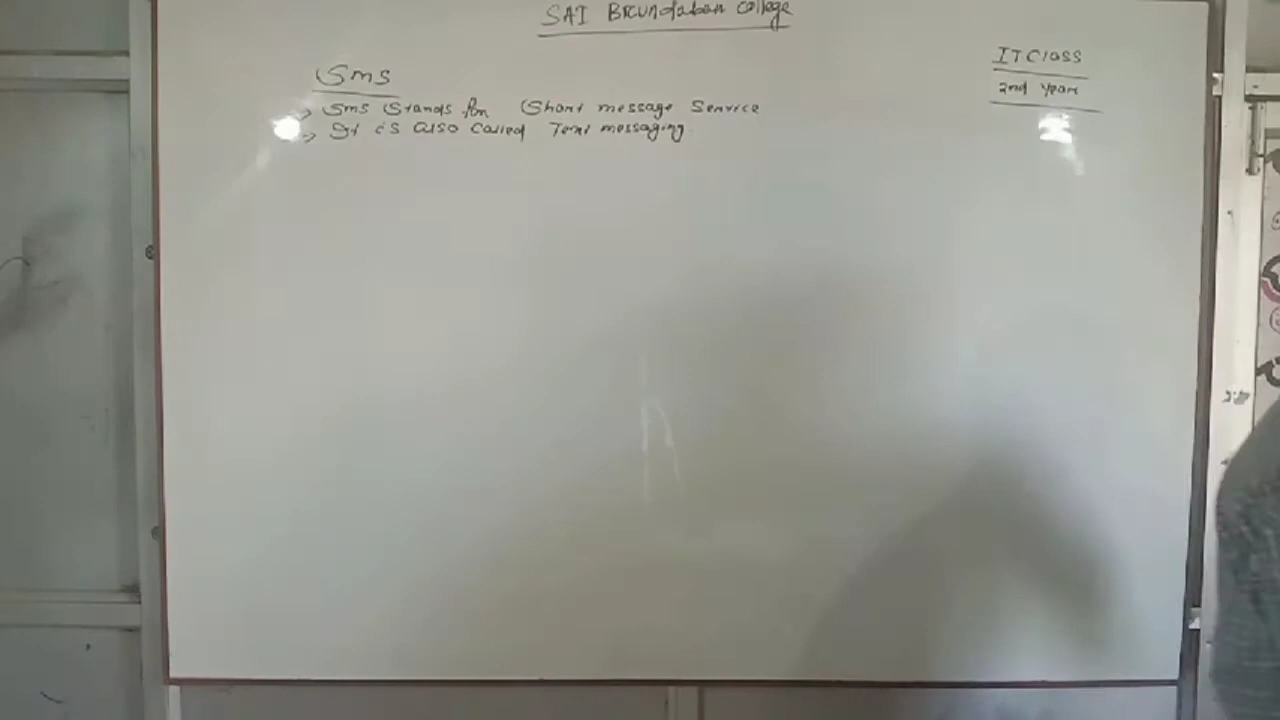 SAI Brundaban College
IT Class
2nd year
Sms
→ Sms Stands for Short message Service
→ It is also Called Text messaging